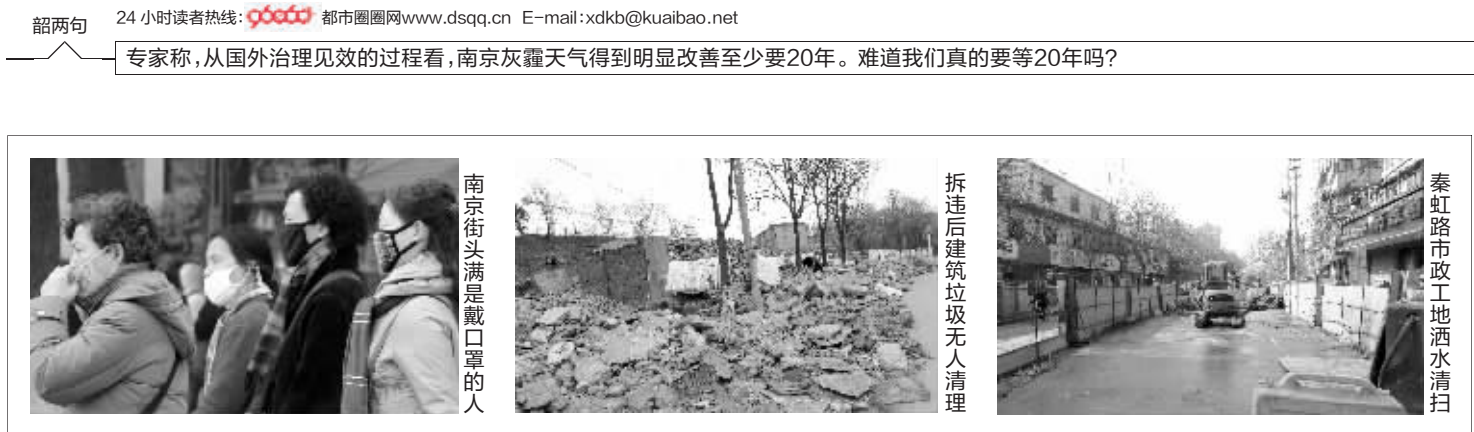 韶两句
24 小时读者热线: 都市圈圈网www.dsqq.cn E-mail:xdkb@kuaibao.net
专家称,从国外治理见效的过程看,南京灰霾天气得到明显改善至少要20年。难道我们真的要等20年吗?
南京街头满是戴口罩的人
拆违后建筑垃圾无人清理
秦虹路市政工地洒水清扫